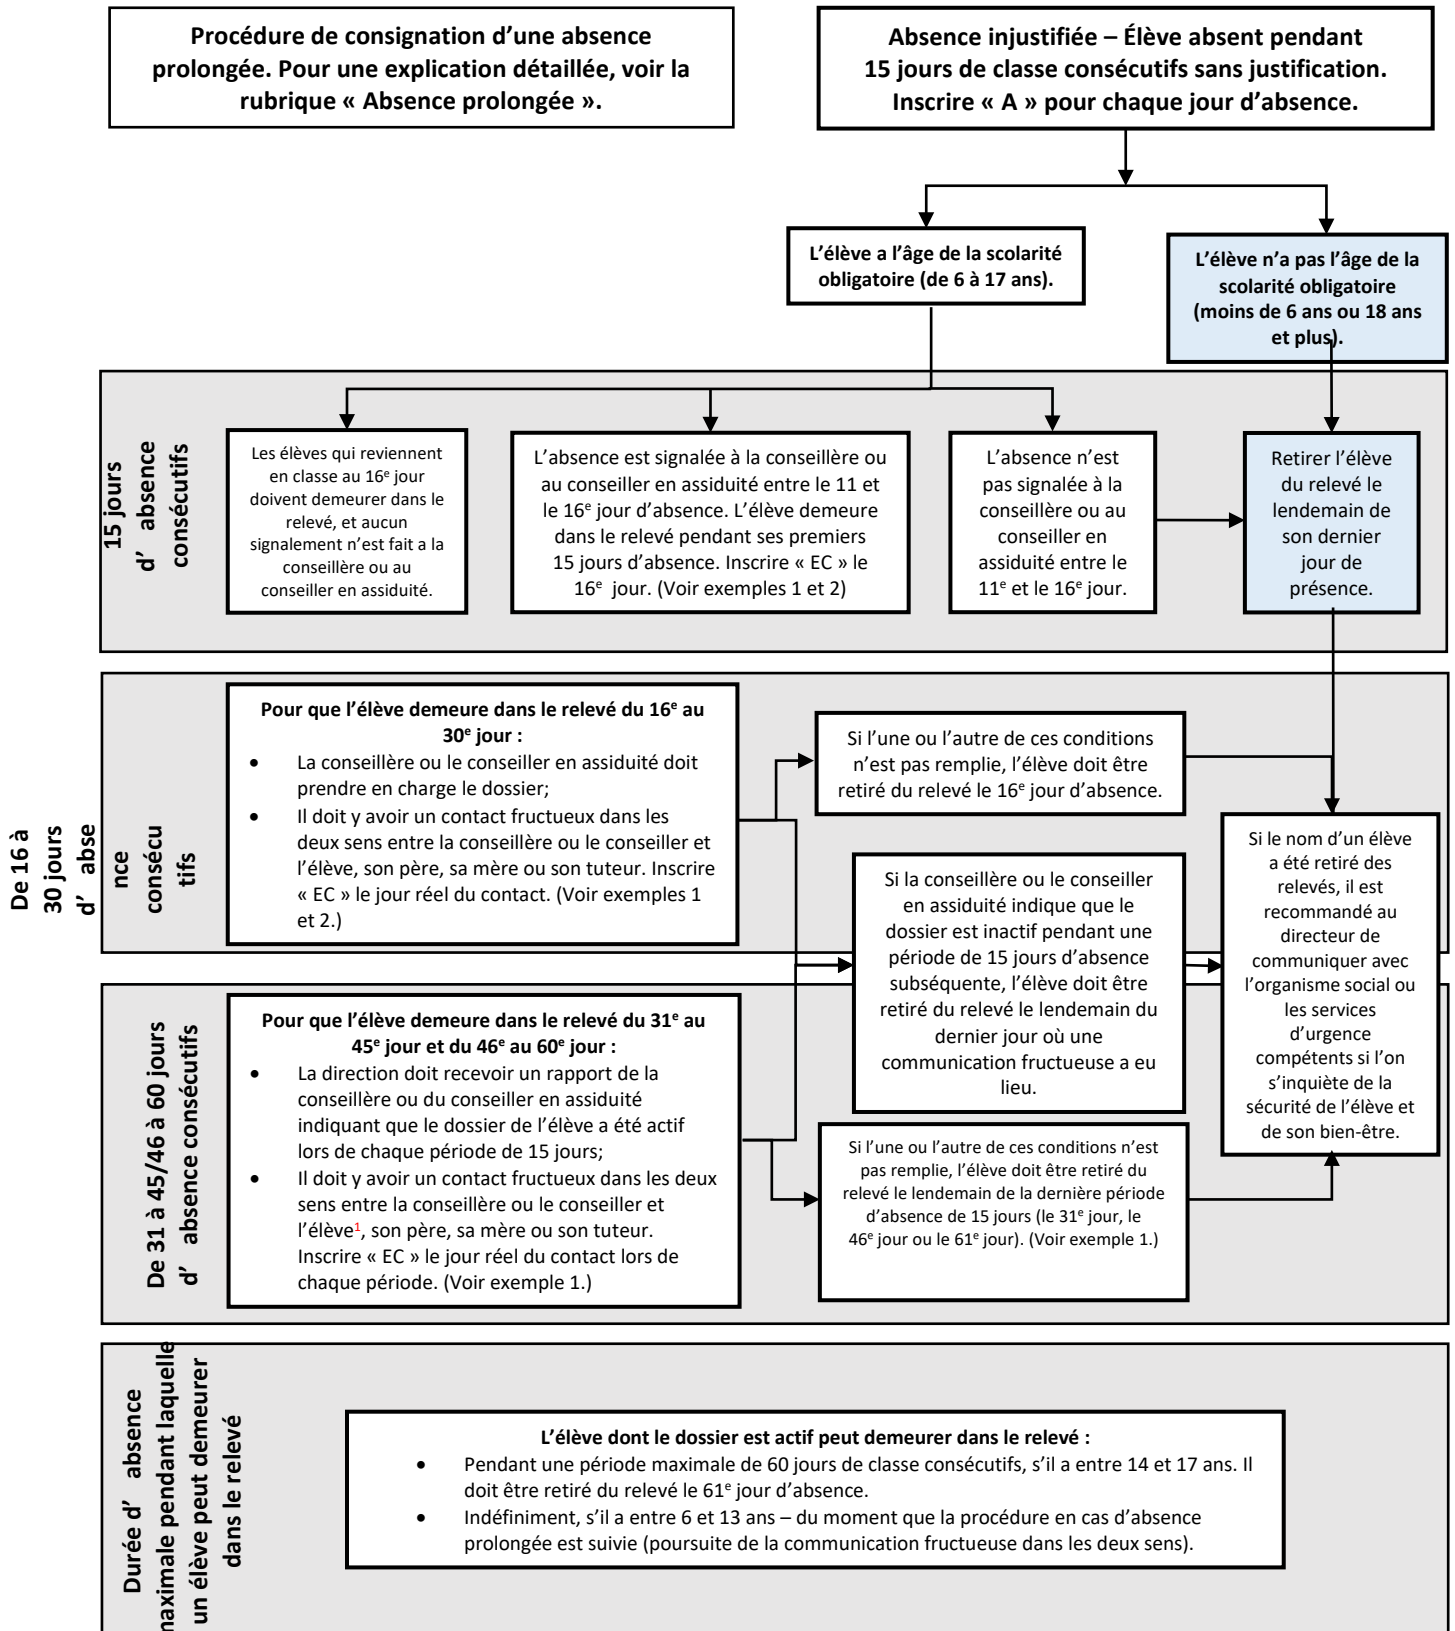 Procédure de consignation d’une absence
prolongée. Pour une explication détaillée, voir la
rubrique « Absence prolongée ».
Absence injustifiée – Élève absent pendant
15 jours de classe consécutifs sans justification.
Inscrire « A » pour chaque jour d’absence.
L’élève a l’âge de la scolarité
obligatoire (de 6 à 17 ans).
L’élève n’a pas l’âge de la
scolarité obligatoire
(moins de 6 ans ou 18 ans
et plus).
15 jours
d’ absence
consécutifs
Les élèves qui reviennent
en classe au 16e jour
doivent demeurer dans le
relevé, et aucun
signalement n’est fait a la
conseillère ou au
conseiller en assiduité.
L’absence est signalée à la conseillère ou
au conseiller en assiduité entre le 11 et
le 16e jour d’absence. L’élève demeure
dans le relevé pendant ses premiers
15 jours d’absence. Inscrire « EC » le
16e jour. (Voir exemples 1 et 2)
L’absence n’est
pas signalée à la
conseillère ou au
conseiller en
assiduité entre le
11e et le 16e jour.
Retirer l’élève
du relevé le
lendemain de
son dernier
jour de
présence.
De 16 à
30 jours
d’ abse
nce
consécu
tifs
Pour que l’élève demeure dans le relevé du 16e au
30e jour :
• La conseillère ou le conseiller en assiduité doit
prendre en charge le dossier;
• Il doit y avoir un contact fructueux dans les
deux sens entre la conseillère ou le conseiller et
l’élève, son père, sa mère ou son tuteur. Inscrire
« EC » le jour réel du contact. (Voir exemples 1
et 2.)
Si l’une ou l’autre de ces conditions
n’est pas remplie, l’élève doit être
retiré du relevé le 16e jour d’absence.
Si la conseillère ou le conseiller
en assiduité indique que le
dossier est inactif pendant une
période de 15 jours d’absence
subséquente, l’élève doit être
retiré du relevé le lendemain du
dernier jour où une
communication fructueuse a eu
lieu.
Si le nom d’un élève
a été retiré des
relevés, il est
recommandé au
directeur de
communiquer avec
l’organisme social ou
les services
d’urgence
compétents si l’on
s’inquiète de la
sécurité de l’élève et
de son bien-être.
De 31 à 45/46 à 60 jours
d’ absence consécutifs
Pour que l’élève demeure dans le relevé du 31e au
45e jour et du 46e au 60e jour :
• La direction doit recevoir un rapport de la
conseillère ou du conseiller en assiduité
indiquant que le dossier de l’élève a été actif
lors de chaque période de 15 jours;
• Il doit y avoir un contact fructueux dans les deux
sens entre la conseillère ou le conseiller et
l’élève1, son père, sa mère ou son tuteur.
Inscrire « EC » le jour réel du contact lors de
chaque période. (Voir exemple 1.)
Si l’une ou l’autre de ces conditions n’est
pas remplie, l’élève doit être retiré du
relevé le lendemain de la dernière période
d’absence de 15 jours (le 31e jour, le
46e jour ou le 61e jour). (Voir exemple 1.)
Durée d’ absence
maximale pendant laquelle
un élève peut demeurer
dans le relevé
L’élève dont le dossier est actif peut demeurer dans le relevé :
• Pendant une période maximale de 60 jours de classe consécutifs, s’il a entre 14 et 17 ans. Il
doit être retiré du relevé le 61e jour d’absence.
• Indéfiniment, s’il a entre 6 et 13 ans – du moment que la procédure en cas d’absence
prolongée est suivie (poursuite de la communication fructueuse dans les deux sens).